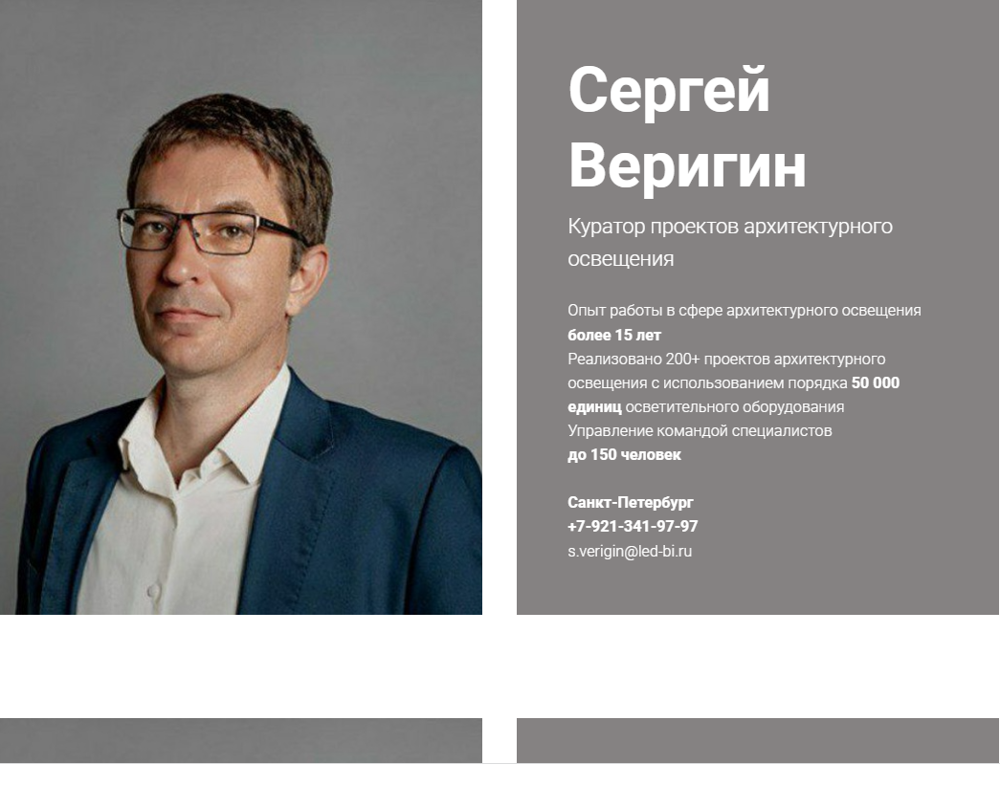 Сергей
Веригин
Куратор проектов архитектурного
освещения
Опыт работы в сфере архитектурного освещения
более 15 лет
Реализовано 200+ проектов архитектурного
освещения с использованием порядка 50 000
единиц осветительного оборудования
Управление командой специалистов
до 150 человек
Санкт-Петербург
+7-921-341-97-97
s.verigin@led-bi.ru